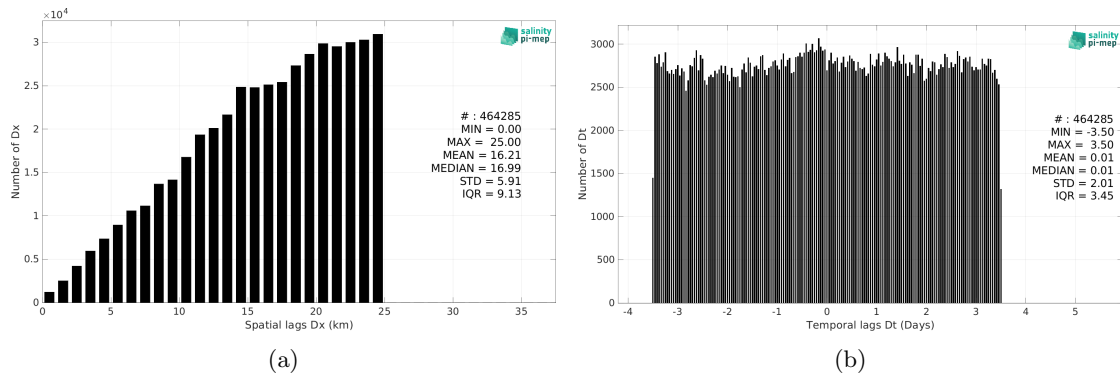 ×10⁴
3
2.5
2
1.5
1
0.5
0
Number of Dx
0 5 10 15 20 25 30 35
Spatial lags Dx (km)
salinity
pi-mep
# : 464285
MIN = 0.00
MAX = 25.00
MEAN = 16.21
MEDIAN = 16.99
STD = 5.91
IQR = 9.13
(a)
3000
2500
2000
1500
1000
500
0
Number of Dt
-4 -3 -2 -1 0 1 2 3 4 5
Temporal lags Dt (Days)
salinity
pi-mep
# : 464285
MIN = -3.50
MAX = 3.50
MEAN = 0.01
MEDIAN = 0.01
STD = 2.01
IQR = 3.45
(b)